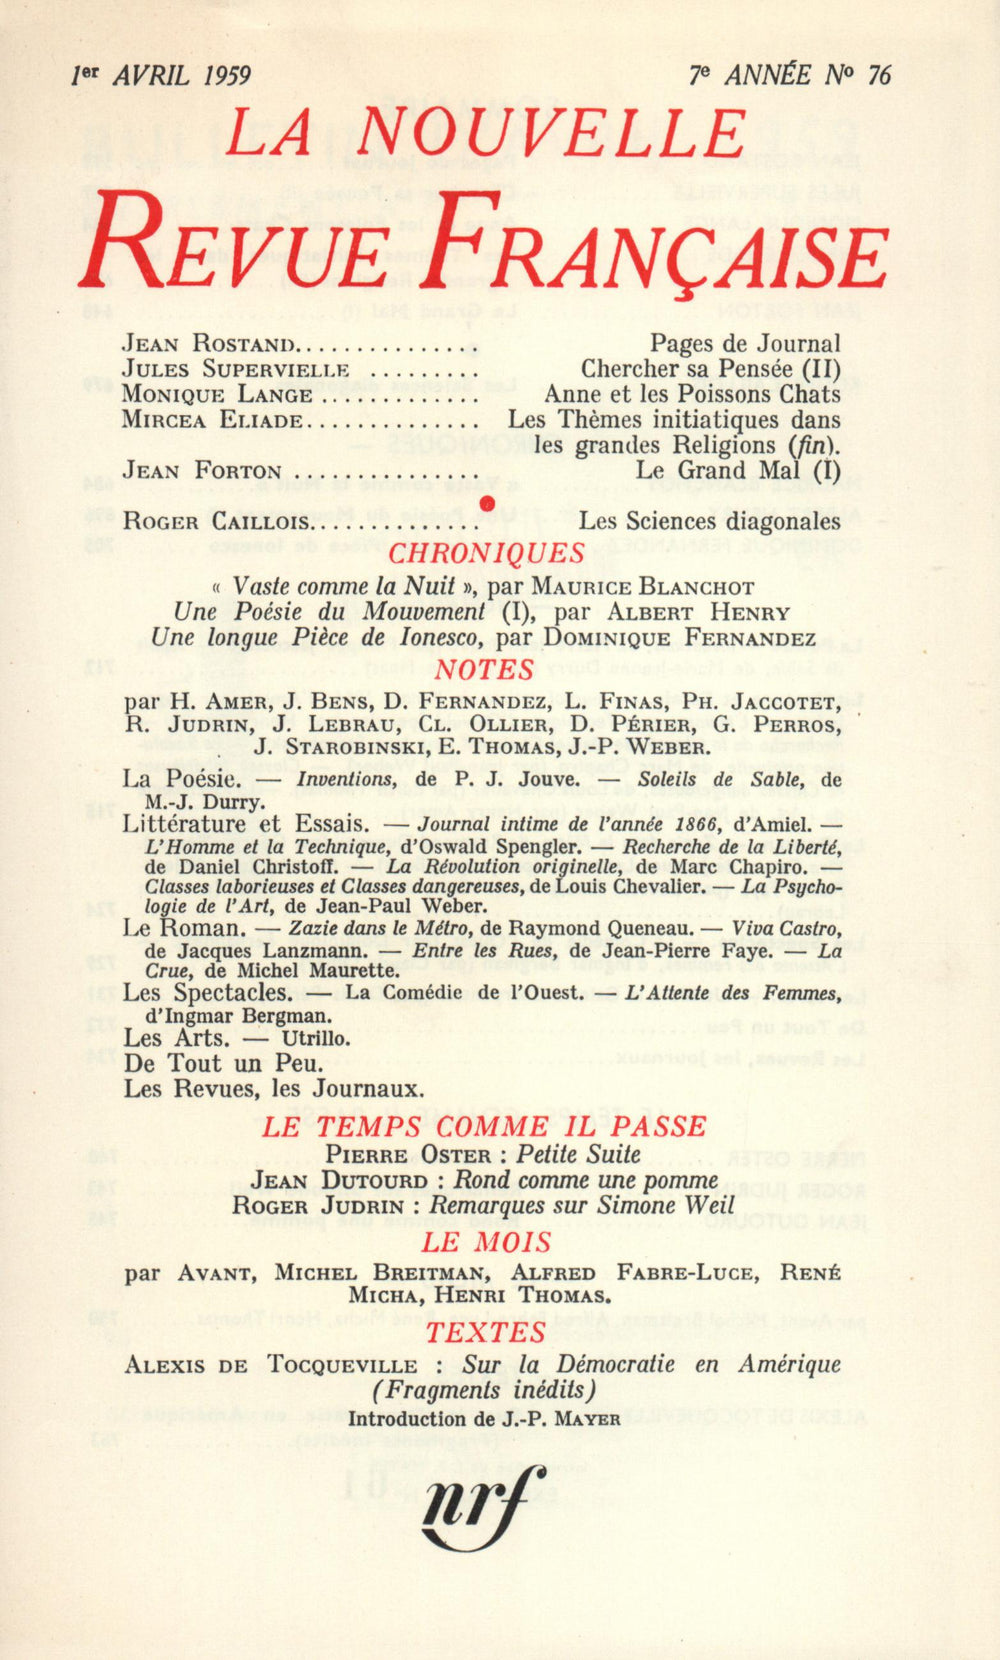 1er AVRIL 1959 7e ANNÉE No 76
LA NOUVELLE
REVUE FRANÇAISE
JEAN ROSTAND............... Pages de Journal
JULES SUPERVIELLE ......... Chercher sa Pensée (II)
MONIQUE LANGE ............. Anne et les Poissons Chats
MIRCEA ELIADE.............. Les Thèmes initiatiques dans
les grandes Religions (fin).
JEAN FORTON ............... Le Grand Mal (I)
ROGER CAILLOIS.............. Les Sciences diagonales
CHRONIQUES
« Vaste comme la Nuit », par MAURICE BLANCHOT
Une Poésie du Mouvement (I), par ALBERT HENRY
Une longue Pièce de Ionesco, par DOMINIQUE FERNANDEZ
NOTES
par H. AMER, J. BENS, D. FERNANDEZ, L. FINAS, PH. JACCOTET,
R. JUDRIN, J. LEBRAU, CL. OLLIER, D. PÉRIER, G. PERROS,
J. STAROBINSKI, E. THOMAS, J.-P. WEBER.
La Poésie. — Inventions, de P. J. Jouve. — Soleils de Sable, de
M.-J. Durry.
Littérature et Essais. — Journal intime de l'année 1866, d'Amiel. —
L'Homme et la Technique, d'Oswald Spengler. — Recherche de la Liberté,
de Daniel Christoff. — La Révolution originelle, de Marc Chapiro. —
Classes laborieuses et Classes dangereuses, de Louis Chevalier. — La Psycho-
logie de l'Art, de Jean-Paul Weber.
Le Roman. — Zazie dans le Métro, de Raymond Queneau. — Viva Castro,
de Jacques Lanzmann. — Entre les Rues, de Jean-Pierre Faye. — La
Crue, de Michel Maurette.
Les Spectacles. — La Comédie de l'Ouest. — L'Attente des Femmes,
d'Ingmar Bergman.
Les Arts. — Utrillo.
De Tout un Peu.
Les Revues, les Journaux.
LE TEMPS COMME IL PASSE
PIERRE OSTER : Petite Suite
JEAN DUTOURD : Rond comme une pomme
ROGER JUDRIN : Remarques sur Simone Weil
LE MOIS
par AVANT, MICHEL BREITMAN, ALFRED FABRE-LUCE, RENÉ
MICHA, HENRI THOMAS.
TEXTES
ALEXIS DE TOCQUEVILLE : Sur la Démocratie en Amérique
(Fragments inédits)
Introduction de J.-P. MAYER
nrf